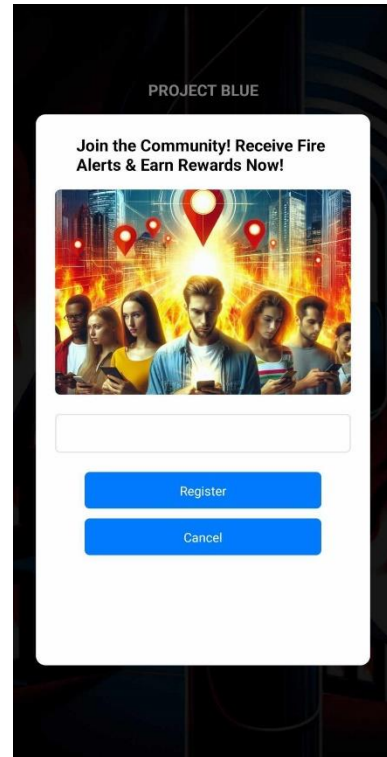 PROJECT BLUE
Join the Community! Receive Fire
Alerts & Earn Rewards Now!
Register
Cancel